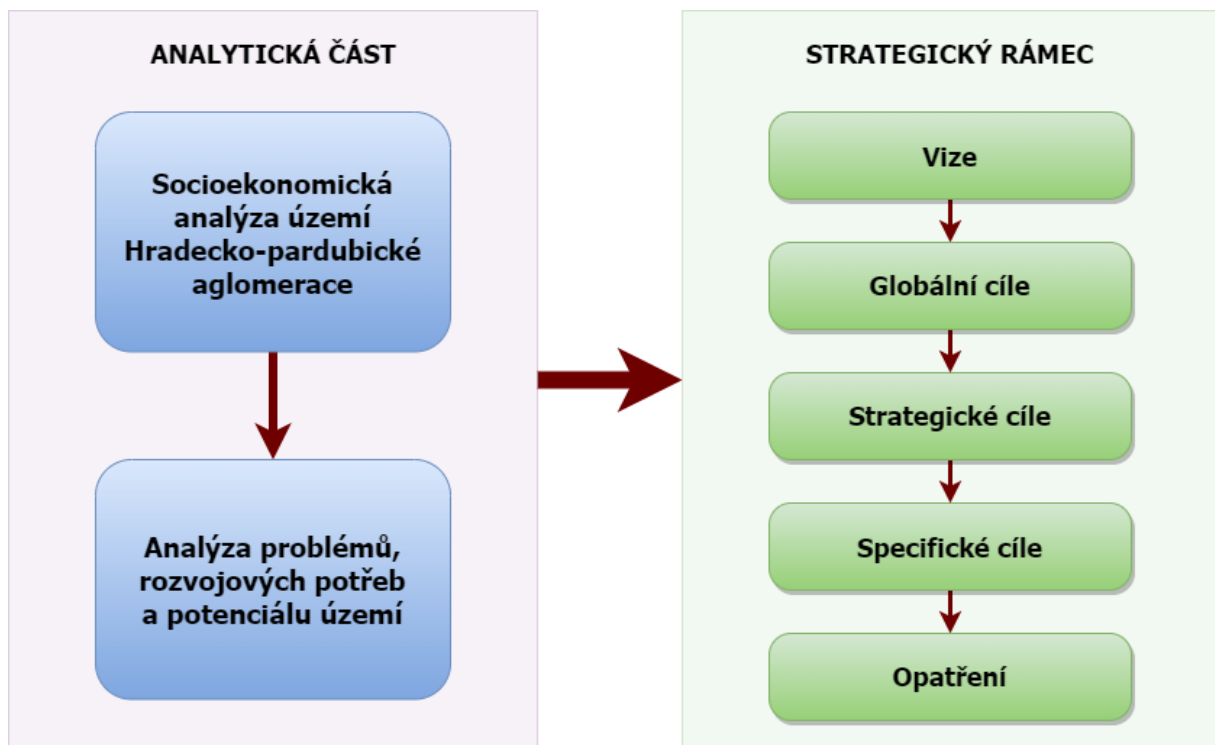 ANALYTICKÁ ČÁST
Socioekonomická
analýza území
Hradecko-pardubické
aglomerace
Analýza problémů,
rozvojových potřeb
a potenciálu území
STRATEGICKÝ RÁMEC
Vize
Globální cíle
Strategické cíle
Specifické cíle
Opatření